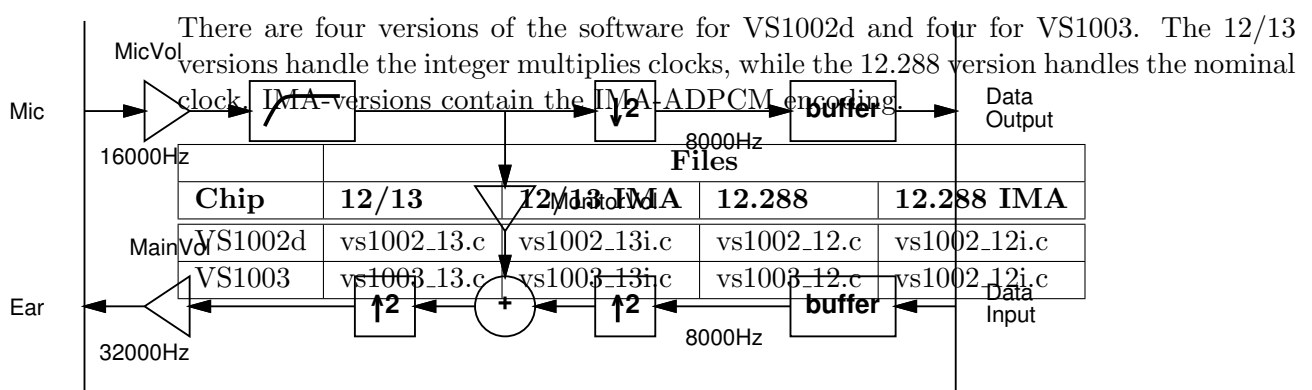 There are four versions of the software for VS1002d and four for VS1003. The 12/13
versions handle the integer multiplies clocks, while the 12.288 version handles the nominal
clock. IMA-versions contain the IMA-ADPCM encoding.
Files
Chip 12/13 12/13 IMA 12.288 12.288 IMA
VS1002d vs1002_13.c vs1002_13i.c vs1002_12.c vs1002_12i.c
VS1003 vs1003_13.c vs1003_13i.c vs1003_12.c vs1002_12i.c
MicVol
Mic
16000Hz
↓2
8000Hz
buffer
Data
Output
MonitorVol
MainVol
Ear
32000Hz
↑2
+
↑2
8000Hz
buffer
Data
Input